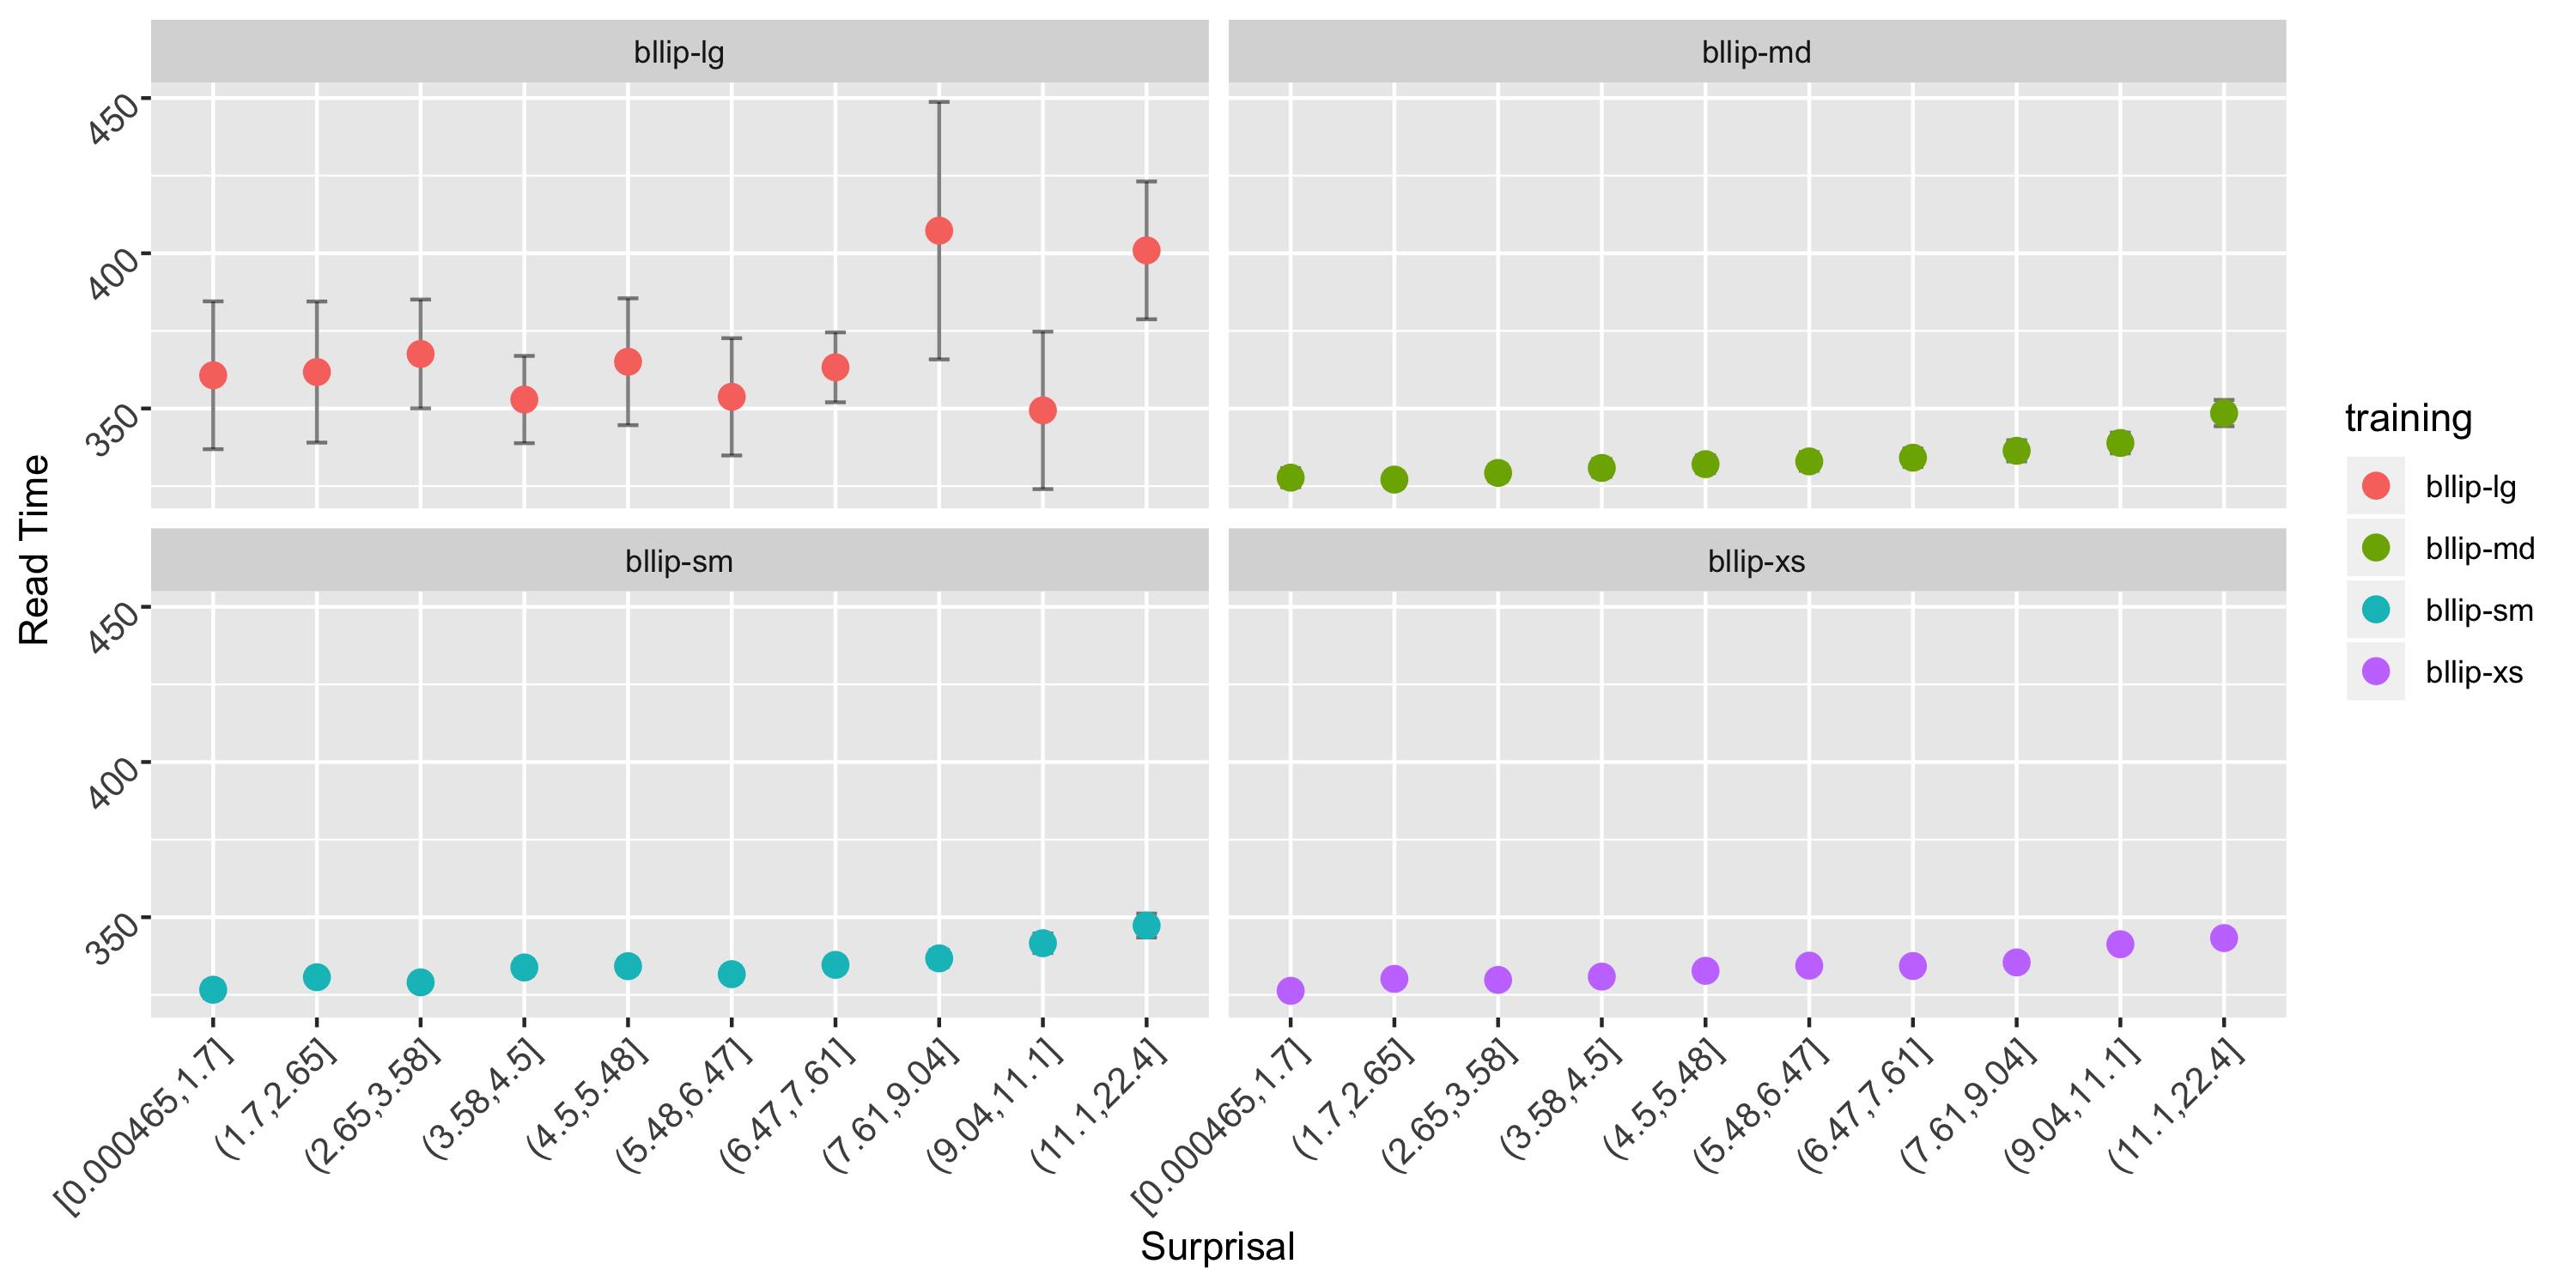 bllip-lg
bllip-md
450
400
350
bllip-sm
bllip-xs
450
400
350
Read Time
[0.000465,1.7]
(1.7,2.65]
(2.65,3.58]
(3.58,4.5]
(4.5,5.48]
(5.48,6.47]
(6.47,7.61]
(7.61,9.04]
(9.04,11.1]
(11.1,22.4]
[0.000465,1.7]
(1.7,2.65]
(2.65,3.58]
(3.58,4.5]
(4.5,5.48]
(5.48,6.47]
(6.47,7.61]
(7.61,9.04]
(9.04,11.1]
(11.1,22.4]
Surprisal
training
bllip-lg
bllip-md
bllip-sm
bllip-xs